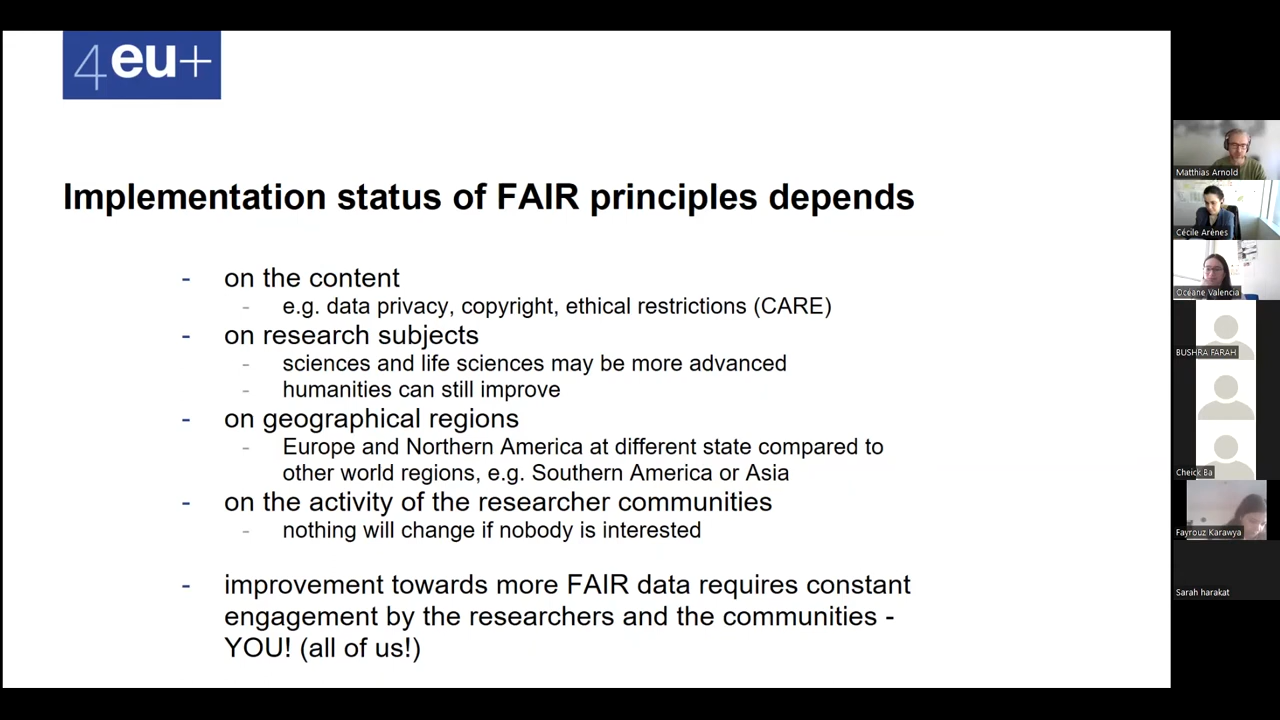 4eu+
Implementation status of FAIR principles depends
- on the content
- e.g. data privacy, copyright, ethical restrictions (CARE)
- on research subjects
- sciences and life sciences may be more advanced
- humanities can still improve
- on geographical regions
- Europe and Northern America at different state compared to
other world regions, e.g. Southern America or Asia
- on the activity of the researcher communities
- nothing will change if nobody is interested
- improvement towards more FAIR data requires constant
engagement by the researchers and the communities -
YOU! (all of us!)
Matthias Arnold
Cécile Arènes
Océane Valencia
BUSHRA FARAH
Cheick Ba
Fayrouz Karawya
Sarah harakat